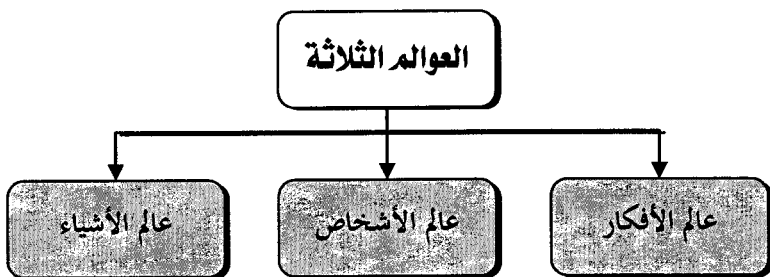 العوالم الثلاثة
عالم الأفكار
عالم الأشخاص
عالم الأشياء